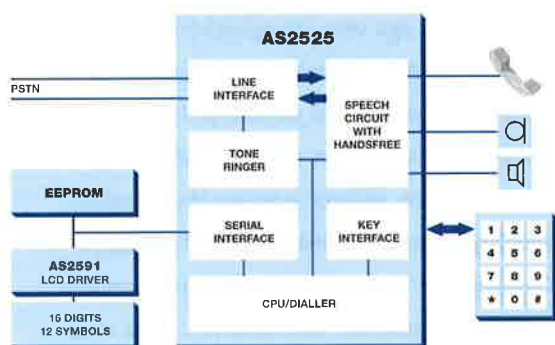 AS2525
PSTN
LINE
INTERFACE
SPEECH
CIRCUIT
WITH
HANDSFREE
TONE
RINGER
EEPROM
SERIAL
INTERFACE
KEY
INTERFACE
AS2591
LCD DRIVER
CPU/DIALLER
16 DIGITS
12 SYMBOLS
1 2 3
4 5 6
7 8 9
* 0 #